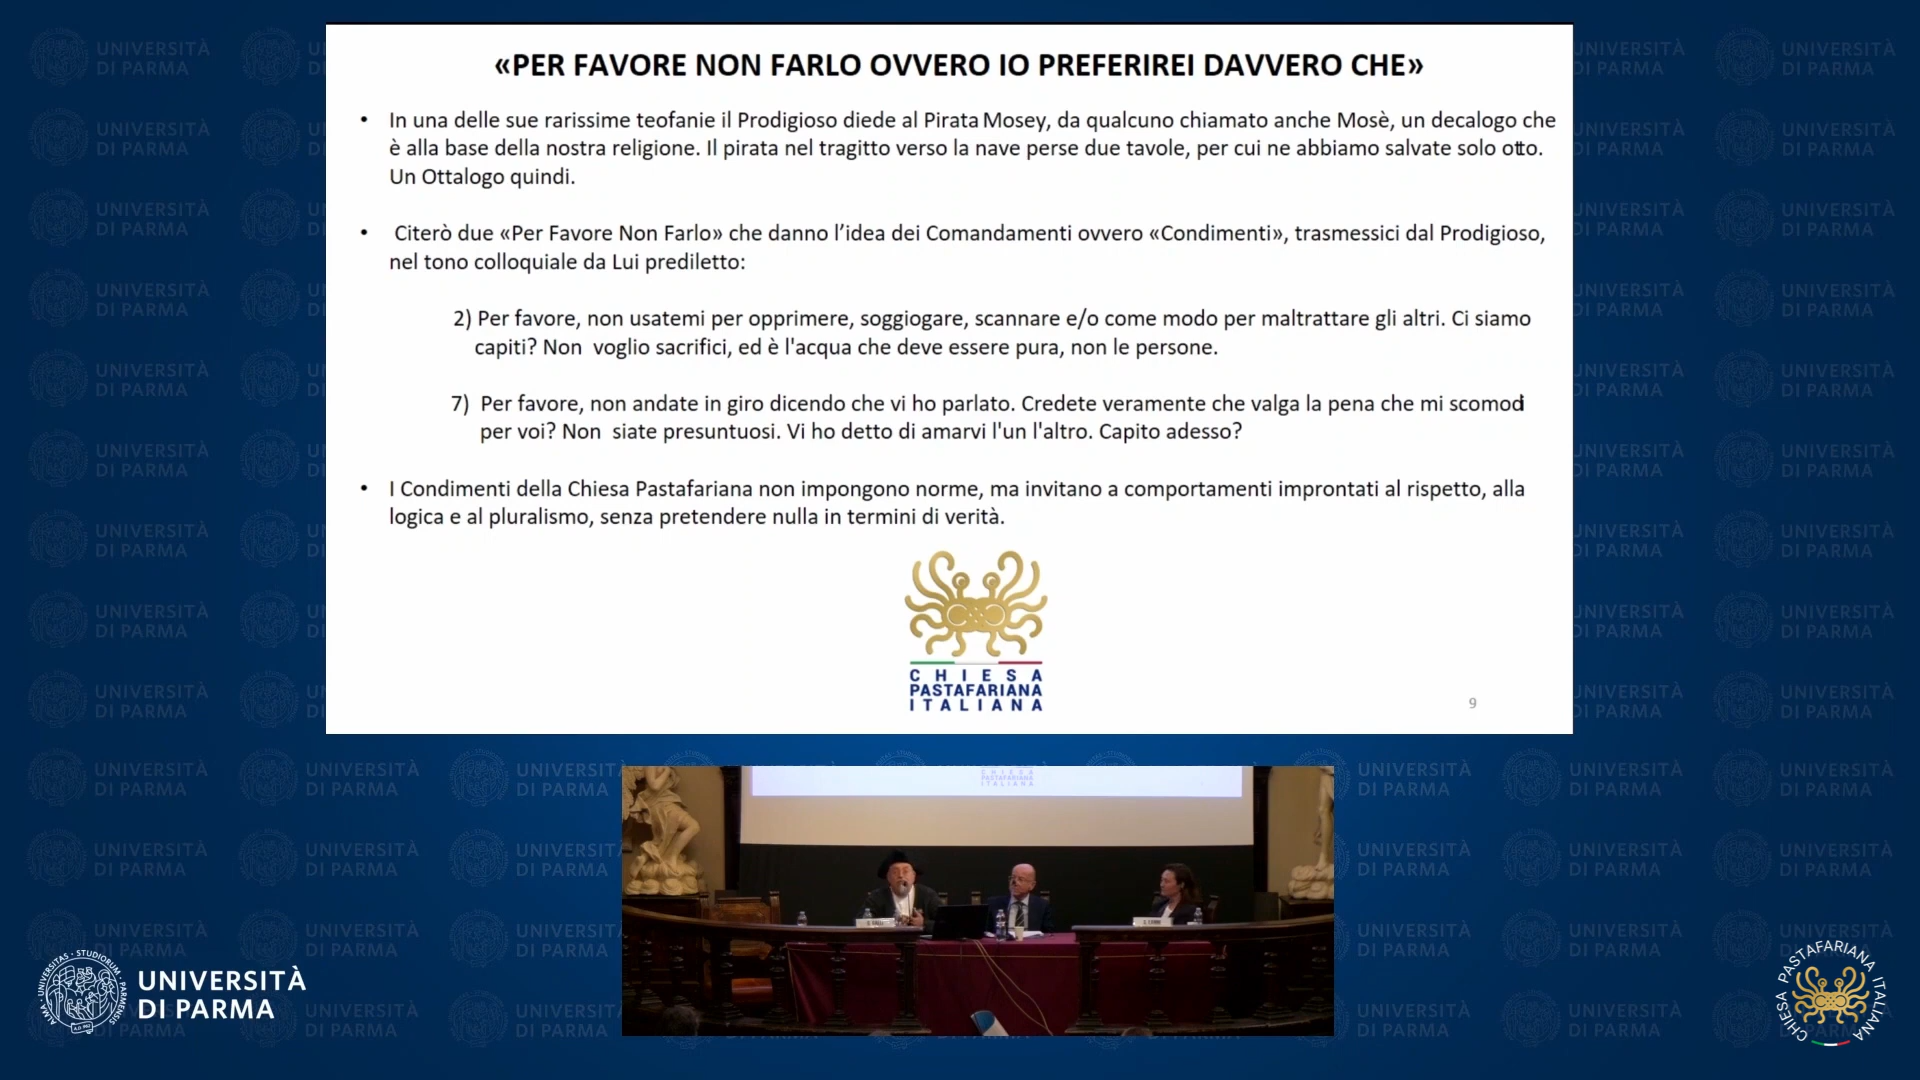 «PER FAVORE NON FARLO OVVERO IO PREFERIREI DAVVERO CHE»
• In una delle sue rarissime teofanie il Prodigioso diede al Pirata Mosey, da qualcuno chiamato anche Mosè, un decalogo che
è alla base della nostra religione. Il pirata nel tragitto verso la nave perse due tavole, per cui ne abbiamo salvate solo otto.
Un Ottalogo quindi.
• Citerò due «Per Favore Non Farlo» che danno l’idea dei Comandamenti ovvero «Condimenti», trasmessici dal Prodigioso,
nel tono colloquiale da Lui prediletto:
2) Per favore, non usatemi per opprimere, soggiogare, scannare e/o come modo per maltrattare gli altri. Ci siamo
capiti? Non voglio sacrifici, ed è l'acqua che deve essere pura, non le persone.
7) Per favore, non andate in giro dicendo che vi ho parlato. Credete veramente che valga la pena che mi scomodi
per voi? Non siate presuntuosi. Vi ho detto di amarvi l'un l'altro. Capito adesso?
• I Condimenti della Chiesa Pastafariana non impongono norme, ma invitano a comportamenti improntati al rispetto, alla
logica e al pluralismo, senza pretendere nulla in termini di verità.
CHIESA
PASTAFARIANA
ITALIANA
9
CHIESA
PASTAFARIANA
ITALIANA
UNIVERSITÀ
DI PARMA
CHIESA PASTAFARIANA ITALIANA